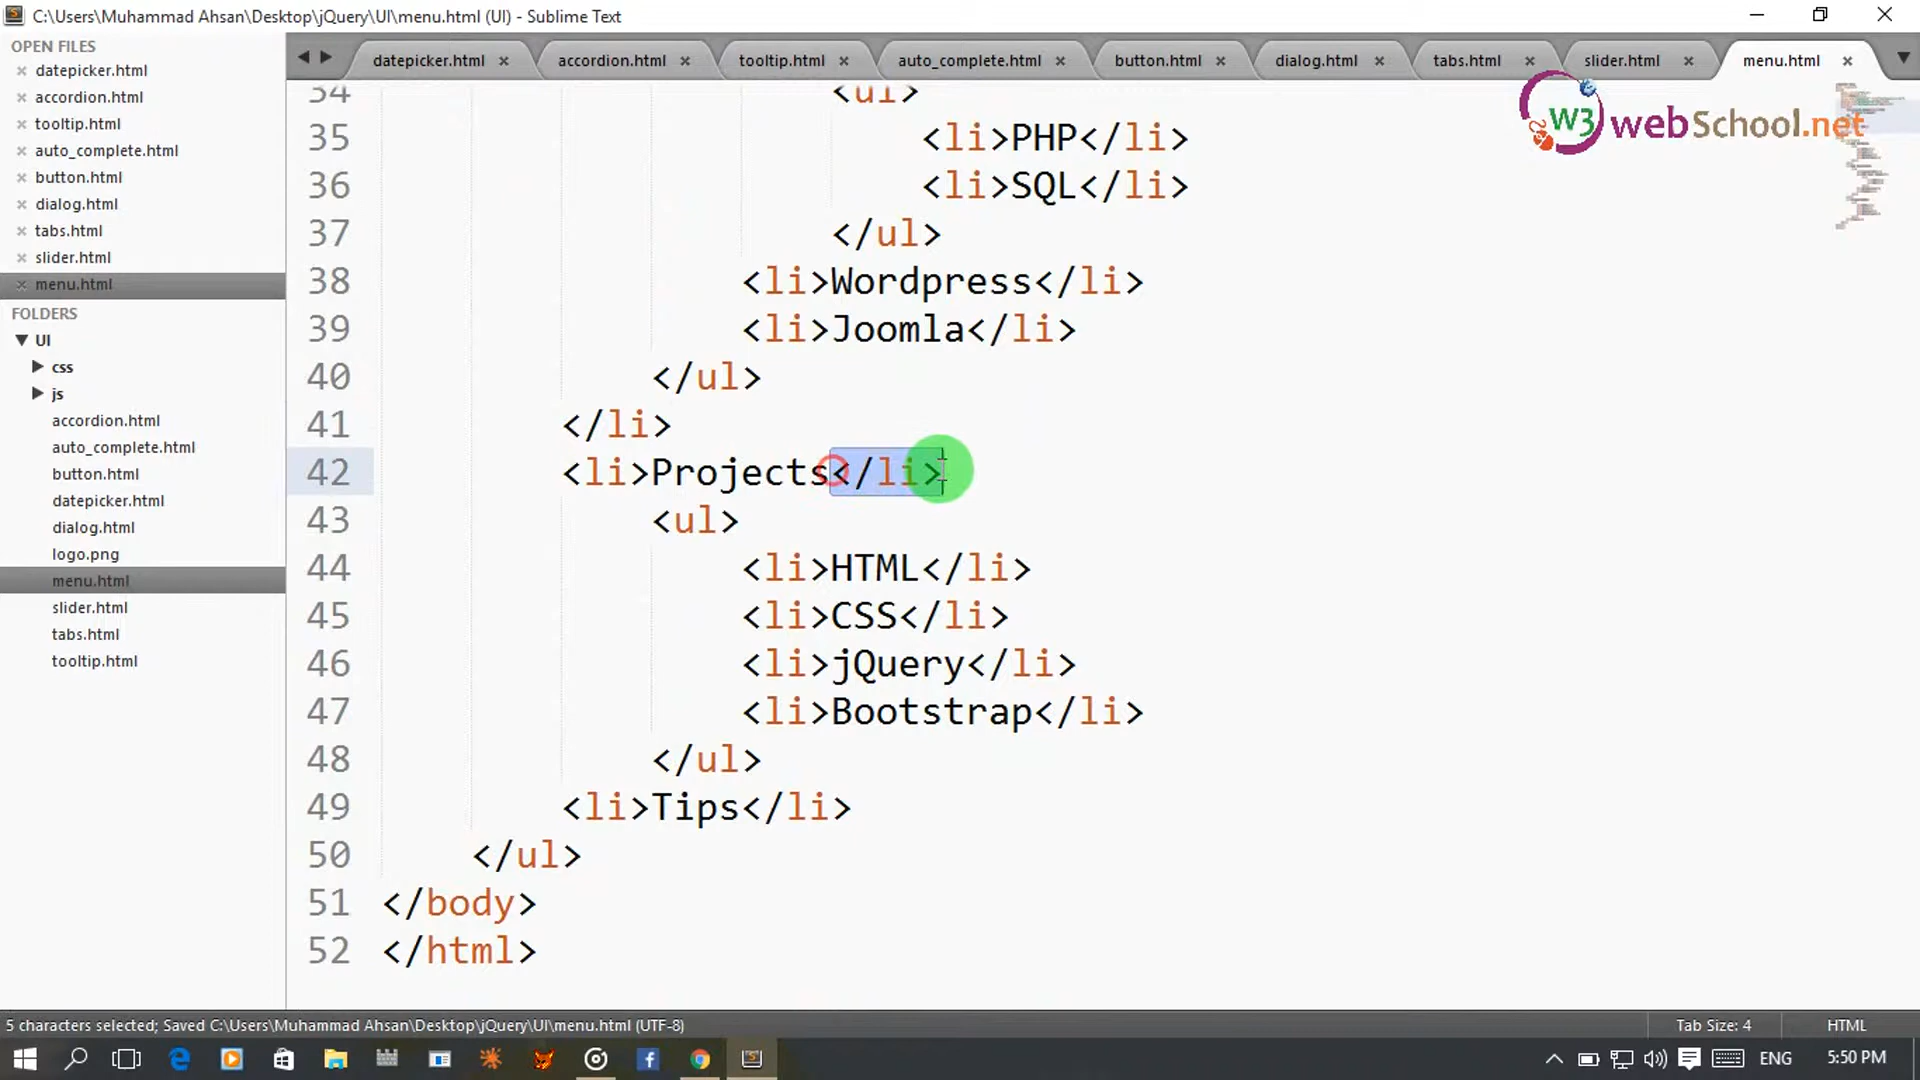 C:\Users\Muhammad Ahsan\Desktop\jQuery\UI\menu.html (UI) - Sublime Text
OPEN FILES
datepicker.html
accordion.html
tooltip.html
auto_complete.html
button.html
dialog.html
tabs.html
slider.html
menu.html
FOLDERS
UI
css
js
accordion.html
auto_complete.html
button.html
datepicker.html
dialog.html
logo.png
menu.html
slider.html
tabs.html
tooltip.html
datepicker.html accordion.html tooltip.html auto_complete.html button.html dialog.html tabs.html slider.html menu.html
W3 webSchool.net
34 <ul>
35 <li>PHP</li>
36 <li>SQL</li>
37 </ul>
38 <li>Wordpress</li>
39 <li>Joomla</li>
40 </ul>
41 </li>
42 <li>Projects</li>
43 <ul>
44 <li>HTML</li>
45 <li>CSS</li>
46 <li>jQuery</li>
47 <li>Bootstrap</li>
48 </ul>
49 <li>Tips</li>
50 </ul>
51 </body>
52 </html>
5 characters selected; Saved C:\Users\Muhammad Ahsan\Desktop\jQuery\UI\menu.html (UTF-8)
Tab Size: 4
HTML
ENG
5:50 PM